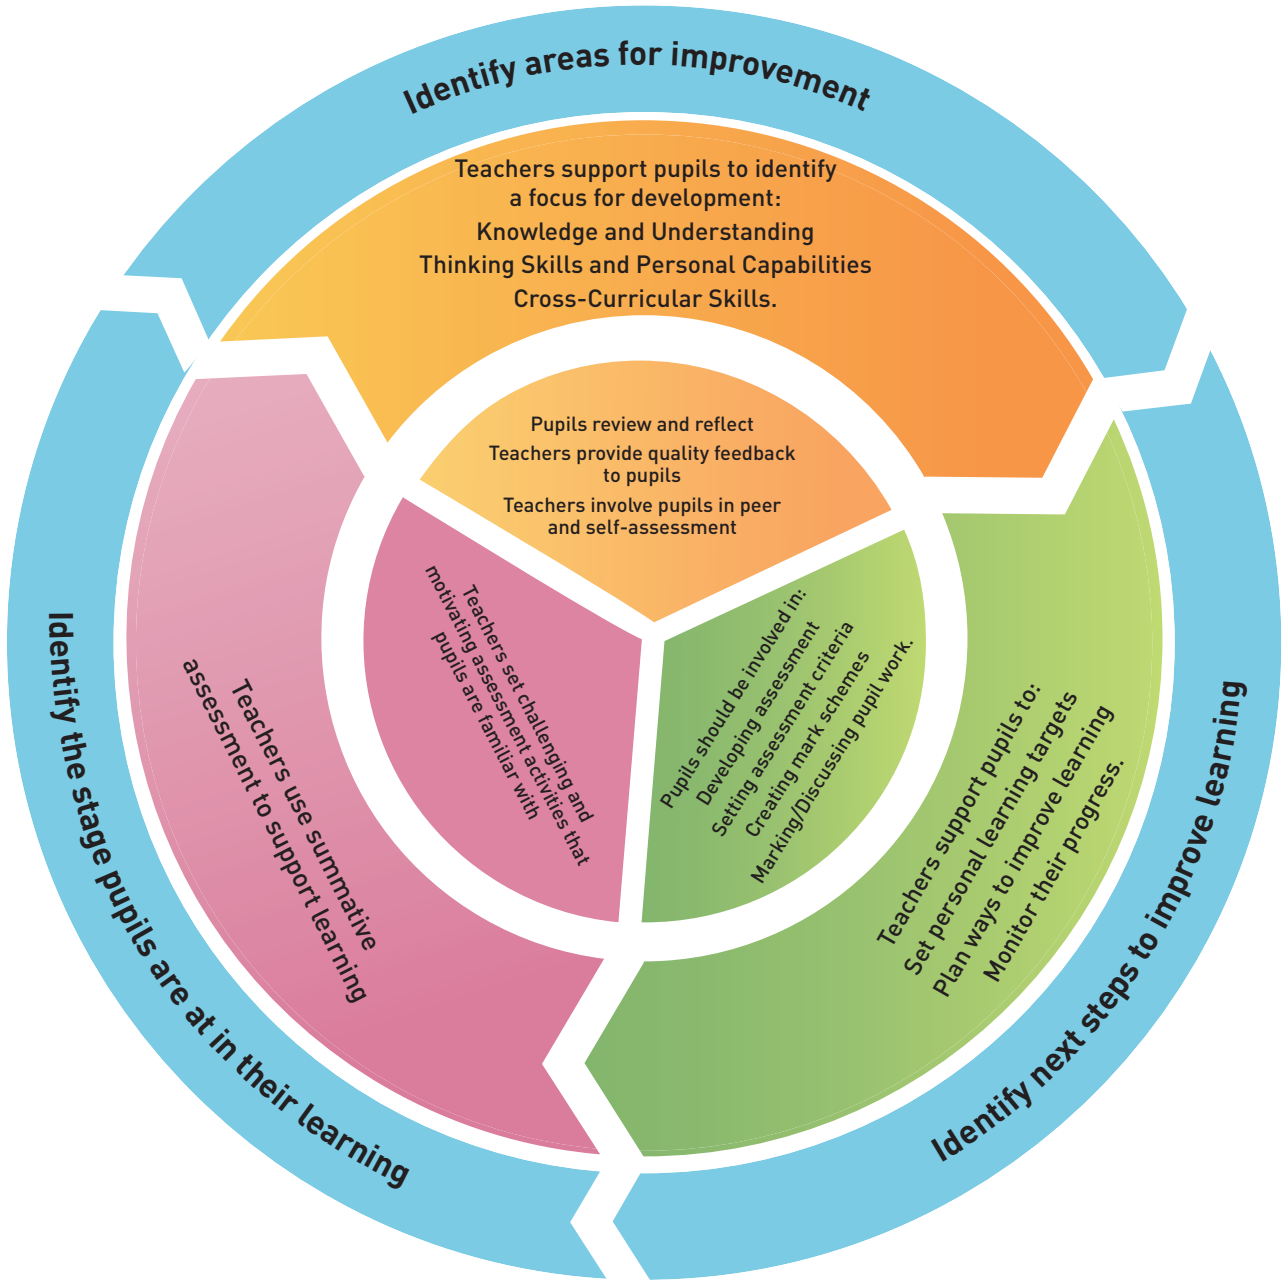 Identify areas for improvement
Teachers support pupils to identify
a focus for development:
Knowledge and Understanding
Thinking Skills and Personal Capabilities
Cross-Curricular Skills.
Pupils review and reflect
Teachers provide quality feedback
to pupils
Teachers involve pupils in peer
and self-assessment
Identify next steps to improve learning
Teachers support pupils to:
Set personal learning targets
Plan ways to improve learning
Monitor their progress.
Pupils should be involved in:
Developing assessment
Setting assessment criteria
Creating mark schemes
Marking/Discussing pupil work.
Identify the stage pupils are at in their learning
Teachers use summative
assessment to support learning
Teachers set challenging and
motivating assessment activities that
pupils are familiar with